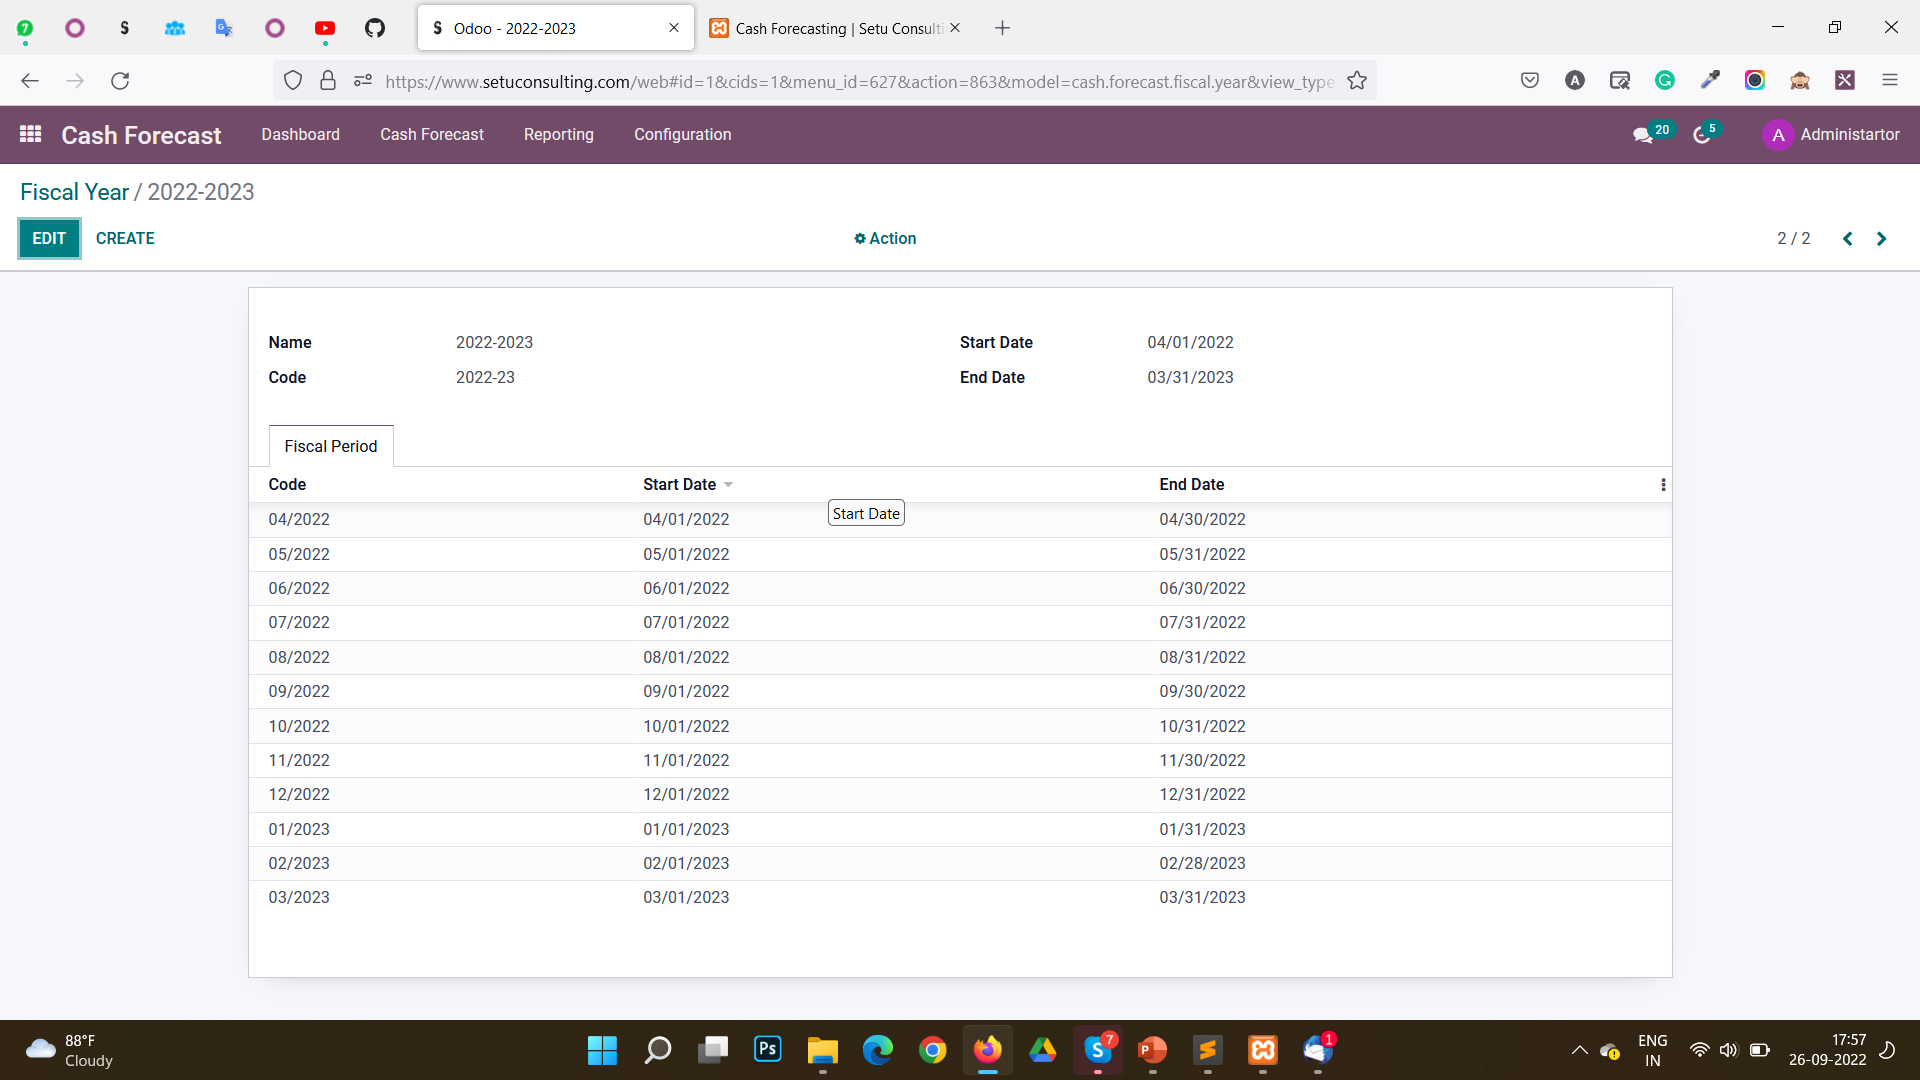 Odoo - 2022-2023
Cash Forecasting | Setu Consulti
https://www.setuconsulting.com/web#id=1&cids=1&menu_id=627&action=863&model=cash.forecast.fiscal.year&view_type
Cash Forecast Dashboard Cash Forecast Reporting Configuration 20 5 A Administartor
Fiscal Year / 2022-2023
EDIT CREATE Action 2 / 2
Name 2022-2023 Start Date 04/01/2022
Code 2022-23 End Date 03/31/2023
Fiscal Period
Code Start Date End Date
Start Date
04/2022 04/01/2022 04/30/2022
05/2022 05/01/2022 05/31/2022
06/2022 06/01/2022 06/30/2022
07/2022 07/01/2022 07/31/2022
08/2022 08/01/2022 08/31/2022
09/2022 09/01/2022 09/30/2022
10/2022 10/01/2022 10/31/2022
11/2022 11/01/2022 11/30/2022
12/2022 12/01/2022 12/31/2022
01/2023 01/01/2023 01/31/2023
02/2023 02/01/2023 02/28/2023
03/2023 03/01/2023 03/31/2023
88°F
Cloudy
Ps
7
1
ENG
IN
17:57
26-09-2022